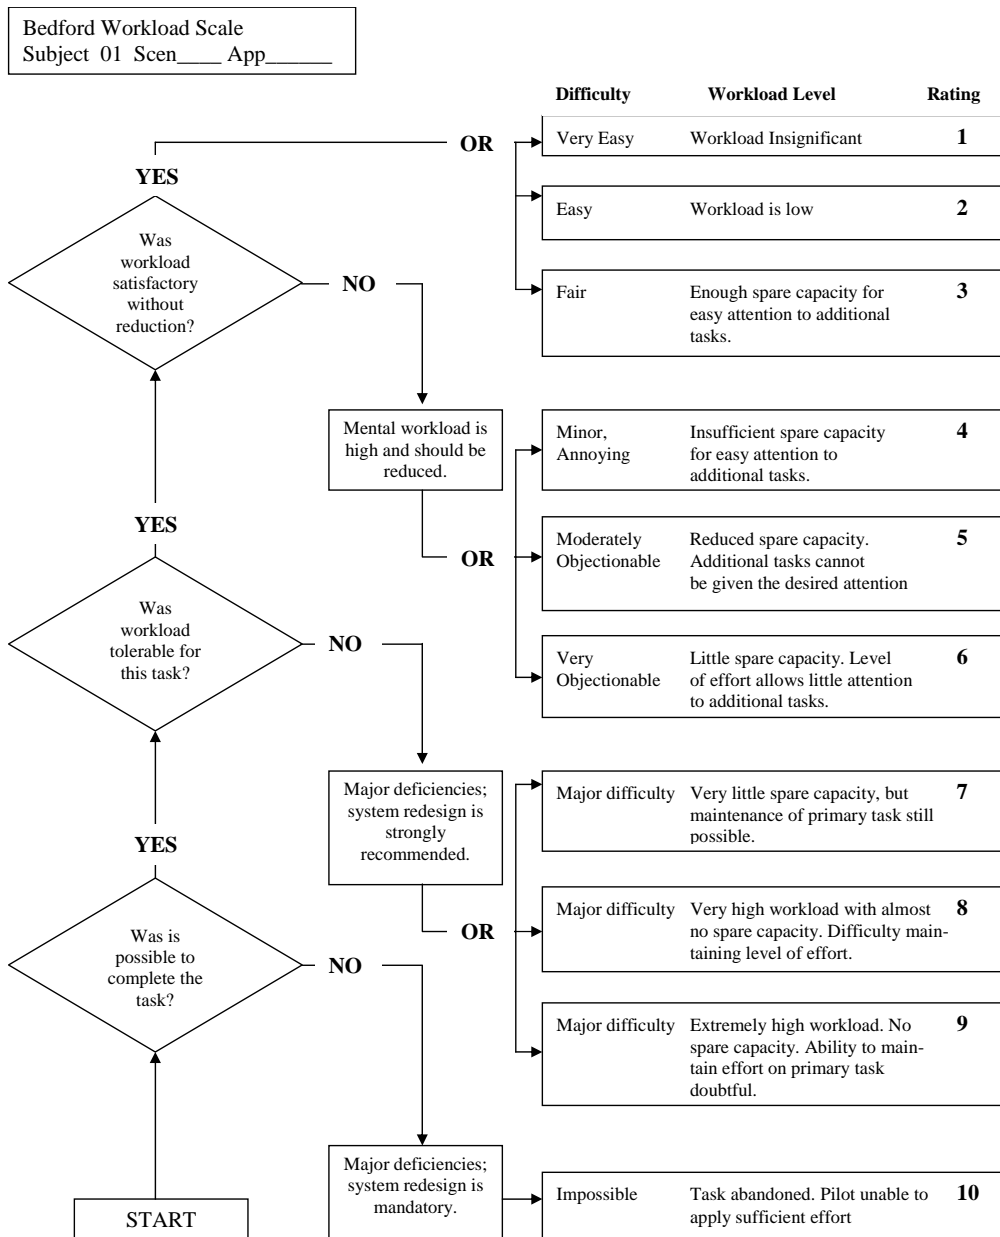 Bedford Workload Scale
Subject 01 Scen____ App______
Difficulty Workload Level Rating
OR
Very Easy Workload Insignificant 1
YES
Easy Workload is low 2
Was
workload
satisfactory
without
reduction?
NO
Fair Enough spare capacity for 3
easy attention to additional
tasks.
Mental workload is
high and should be
reduced.
Minor, Insufficient spare capacity 4
Annoying for easy attention to
additional tasks.
YES
OR
Moderately Reduced spare capacity. 5
Objectionable Additional tasks cannot
be given the desired attention
Was
workload
tolerable for
this task?
NO
Very Little spare capacity. Level 6
Objectionable of effort allows little attention
to additional tasks.
Major deficiencies;
system redesign is
strongly
recommended.
Major difficulty Very little spare capacity, but 7
maintenance of primary task still
possible.
YES
OR
Major difficulty Very high workload with almost 8
no spare capacity. Difficulty main-
taining level of effort.
Was is
possible to
complete the
task?
NO
Major difficulty Extremely high workload. No 9
spare capacity. Ability to main-
tain effort on primary task
doubtful.
Major deficiencies;
system redesign is
mandatory.
Impossible Task abandoned. Pilot unable to 10
apply sufficient effort
START